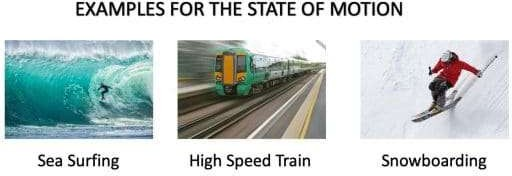 EXAMPLES FOR THE STATE OF MOTION
Sea Surfing
High Speed Train
Snowboarding